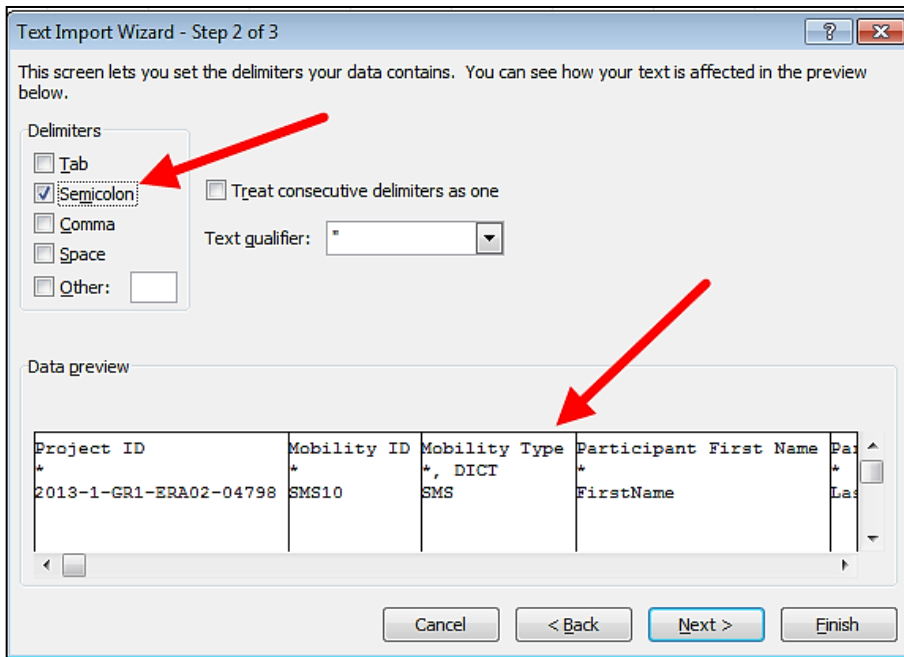 Text Import Wizard - Step 2 of 3
This screen lets you set the delimiters your data contains. You can see how your text is affected in the preview
below.
Delimiters
Tab
Semicolon
Comma
Space
Other:
Treat consecutive delimiters as one
Text qualifier: "
Data preview
Project ID Mobility ID Mobility Type Participant First Name Par
* * *, DICT * *
2013-1-GR1-ERA02-04798 SMS10 SMS FirstName Las
Cancel < Back Next > Finish